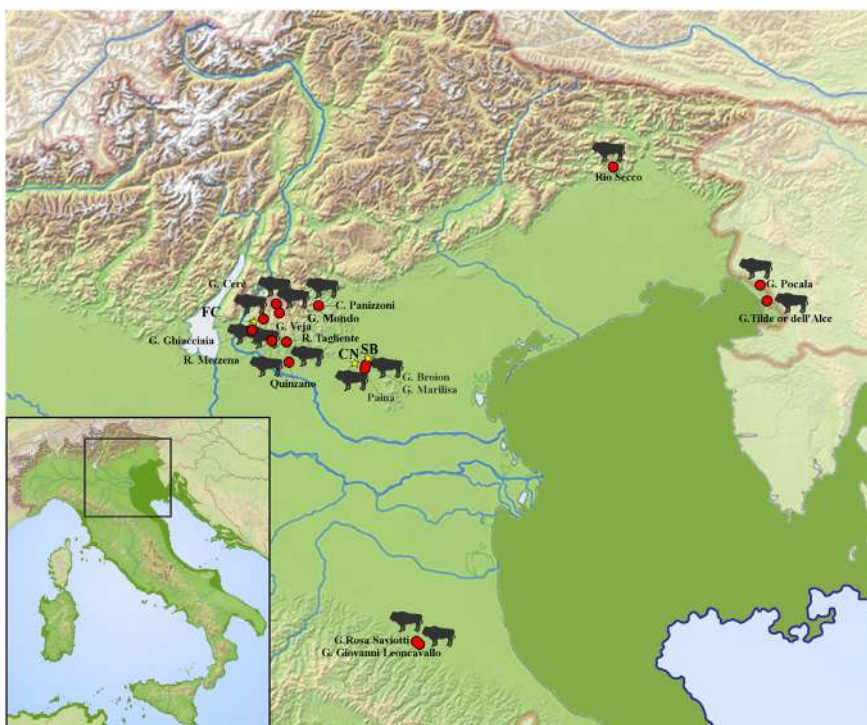 Rio Secco
G. Pocala
G.Tilde or dell'Alce
G. Cerè
C. Panizzoni
FC
G. Mondo
G. Veja
G. Ghiacciaia
R. Tagliente
R. Mezzena
CN
SB
Quinzano
G. Broion
G. Marilisa
Paina
G.Rosa Saviotti
G. Giovanni Leoncavallo